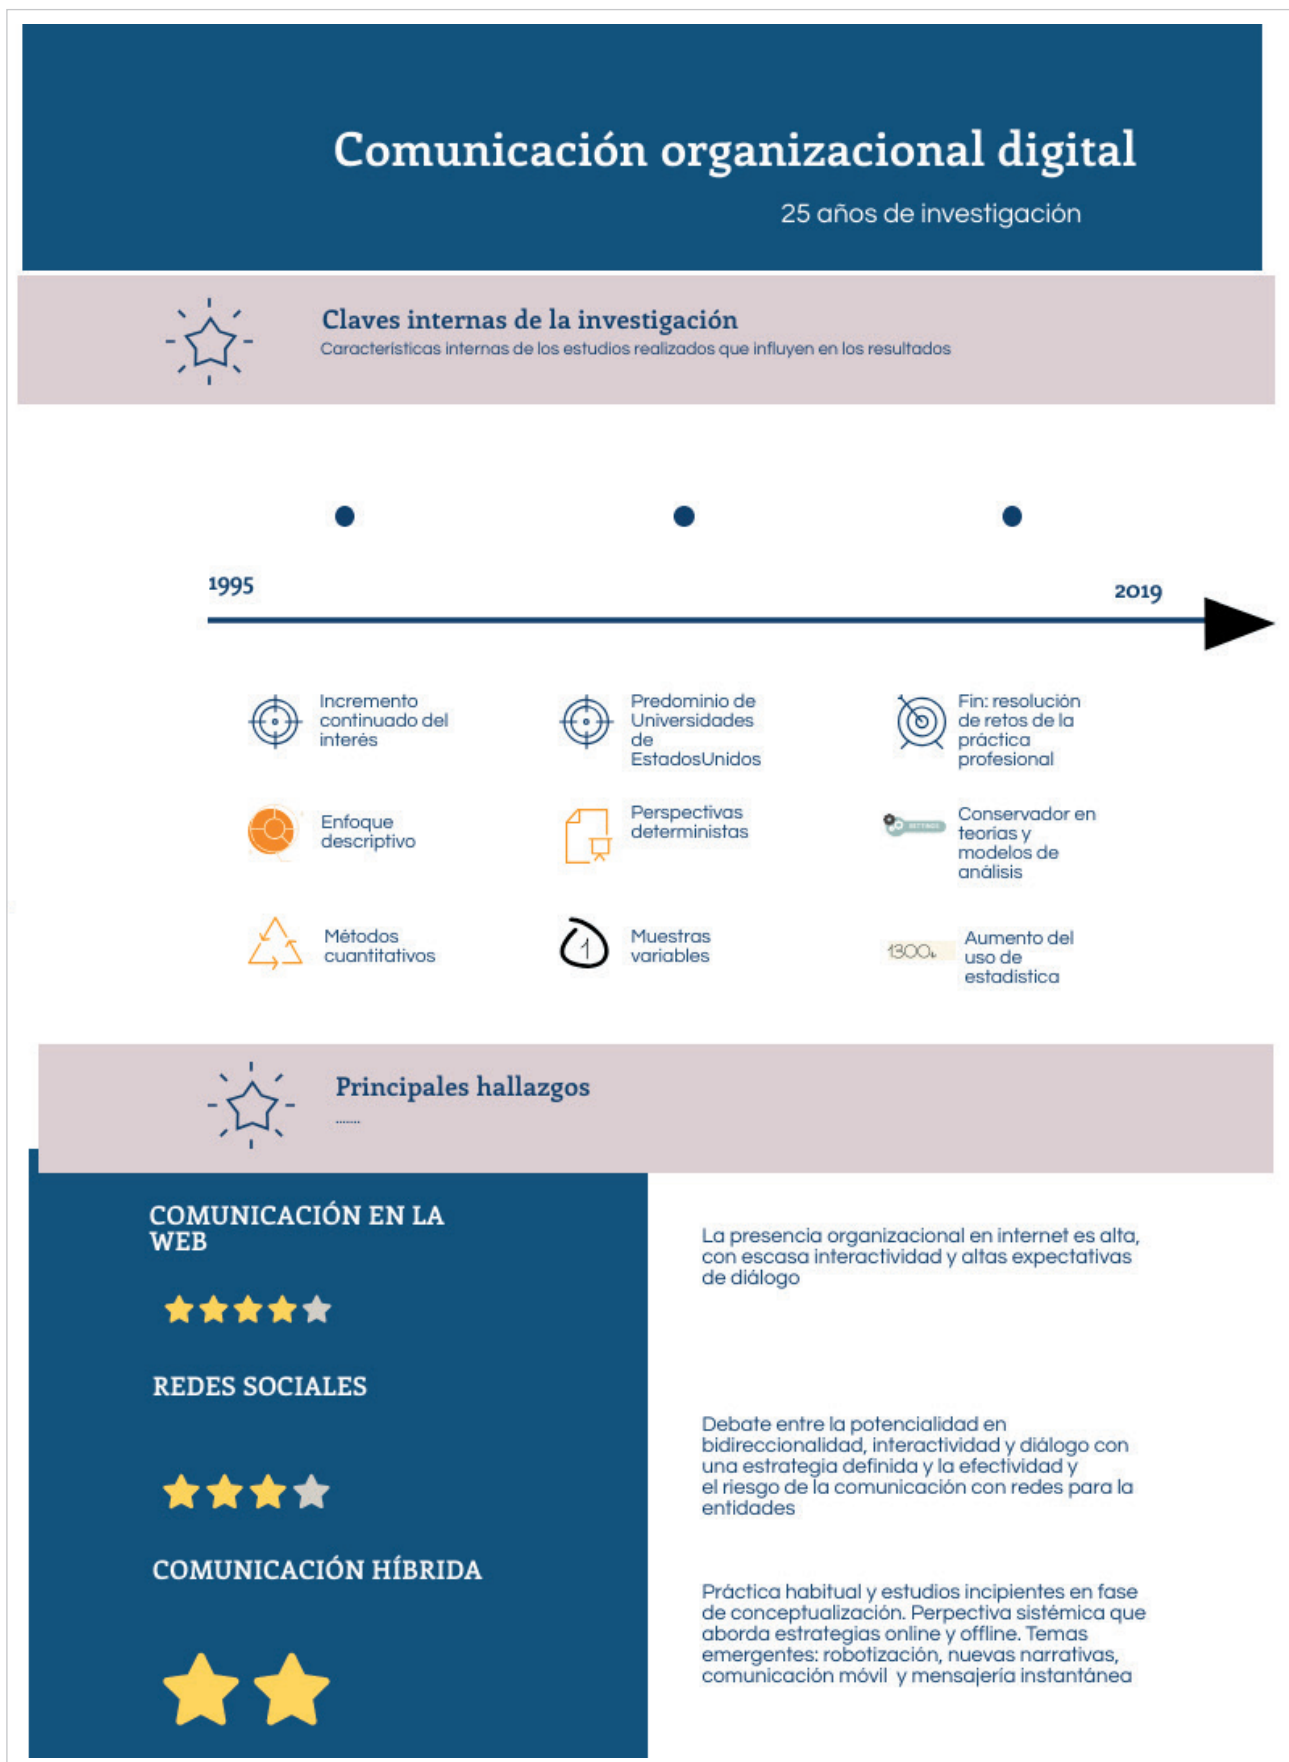 Comunicación organizacional digital
25 años de investigación
Claves internas de la investigación
Características internas de los estudios realizados que influyen en los resultados
1995
2019
Incremento
continuado del
interés
Predominio de
Universidades
de
EstadosUnidos
Fin: resolución
de retos de la
práctica
profesional
Enfoque
descriptivo
Perspectivas
deterministas
SETTINGS
Conservador en
teorías y
modelos de
análisis
Métodos
cuantitativos
1
Muestras
variables
1300
Aumento del
uso de
estadística
Principales hallazgos
........
COMUNICACIÓN EN LA
WEB
La presencia organizacional en internet es alta,
con escasa interactividad y altas expectativas
de diálogo
REDES SOCIALES
Debate entre la potencialidad en
bidireccionalidad, interactividad y diálogo con
una estrategia definida y la efectividad y
el riesgo de la comunicación con redes para la
entidades
COMUNICACIÓN HÍBRIDA
Práctica habitual y estudios incipientes en fase
de conceptualización. Perpectiva sistémica que
aborda estrategias online y offline. Temas
emergentes: robotización, nuevas narrativas,
comunicación móvil y mensajería instantánea